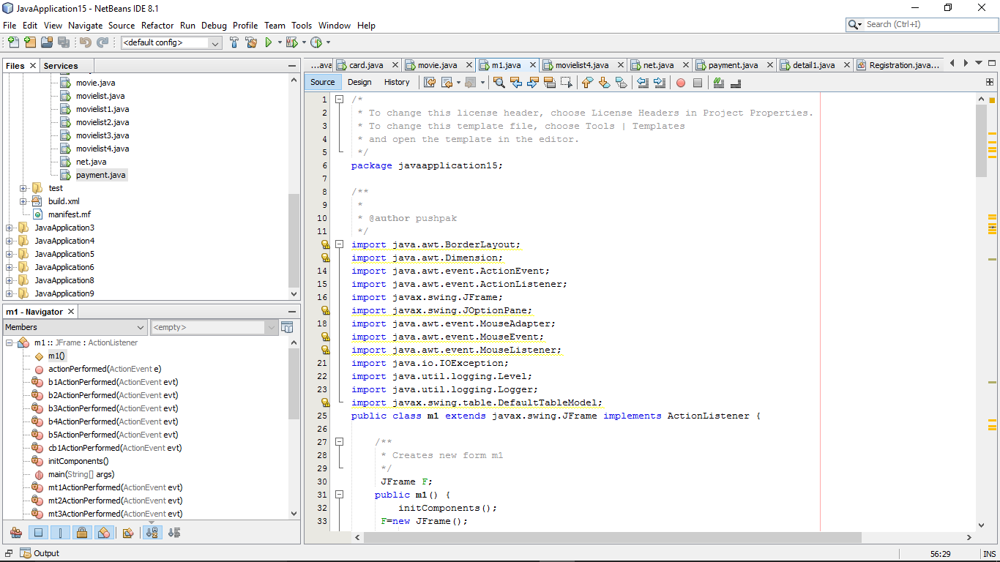 JavaApplication15 - NetBeans IDE 8.1
File Edit View Navigate Source Refactor Run Debug Profile Team Tools Window Help
Search (Ctrl+I)
<default config>
Files
Services
movie.java
movielist.java
movielist1.java
movielist2.java
movielist3.java
movielist4.java
net.java
payment.java
test
build.xml
manifest.mf
JavaApplication3
JavaApplication4
JavaApplication5
JavaApplication6
JavaApplication8
JavaApplication9
m1 - Navigator
Members
<empty>
m1 :: JFrame : ActionListener
m1()
actionPerformed(ActionEvent e)
b1ActionPerformed(ActionEvent evt)
b2ActionPerformed(ActionEvent evt)
b3ActionPerformed(ActionEvent evt)
b4ActionPerformed(ActionEvent evt)
b5ActionPerformed(ActionEvent evt)
cb1ActionPerformed(ActionEvent evt)
initComponents()
main(String[] args)
mt1ActionPerformed(ActionEvent evt)
mt2ActionPerformed(ActionEvent evt)
mt3ActionPerformed(ActionEvent evt)
...ava card.java movie.java m1.java movielist4.java net.java payment.java detail1.java Registration.java...
Source Design History
1 /*
2 * To change this license header, choose License Headers in Project Properties.
3 * To change this template file, choose Tools | Templates
4 * and open the template in the editor.
5 */
6 package javaapplication15;
7
8 /**
9 *
10 * @author pushpak
11 */
import java.awt.BorderLayout;
import java.awt.Dimension;
14 import java.awt.event.ActionEvent;
15 import java.awt.event.ActionListener;
16 import javax.swing.JFrame;
import javax.swing.JOptionPane;
18 import java.awt.event.MouseAdapter;
import java.awt.event.MouseEvent;
import java.awt.event.MouseListener;
21 import java.io.IOException;
22 import java.util.logging.Level;
23 import java.util.logging.Logger;
import javax.swing.table.DefaultTableModel;
25 public class m1 extends javax.swing.JFrame implements ActionListener {
26
27 /**
28 * Creates new form m1
29 */
30 JFrame F;
31 public m1() {
32 initComponents();
33 F=new JFrame();
Output
56:29
INS